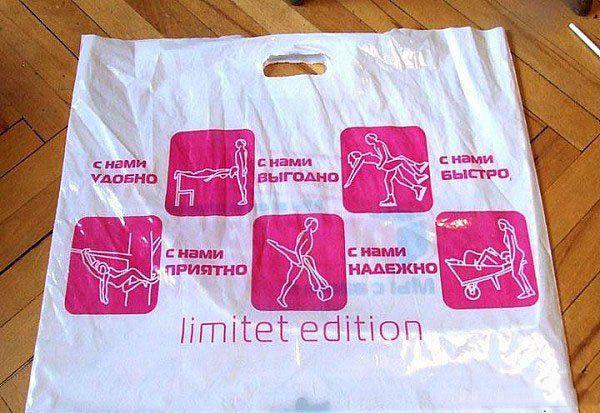 с нами
удобно
с нами
выгодно
с нами
быстро,
с нами
приятно
с нами
надежно
limitet edition